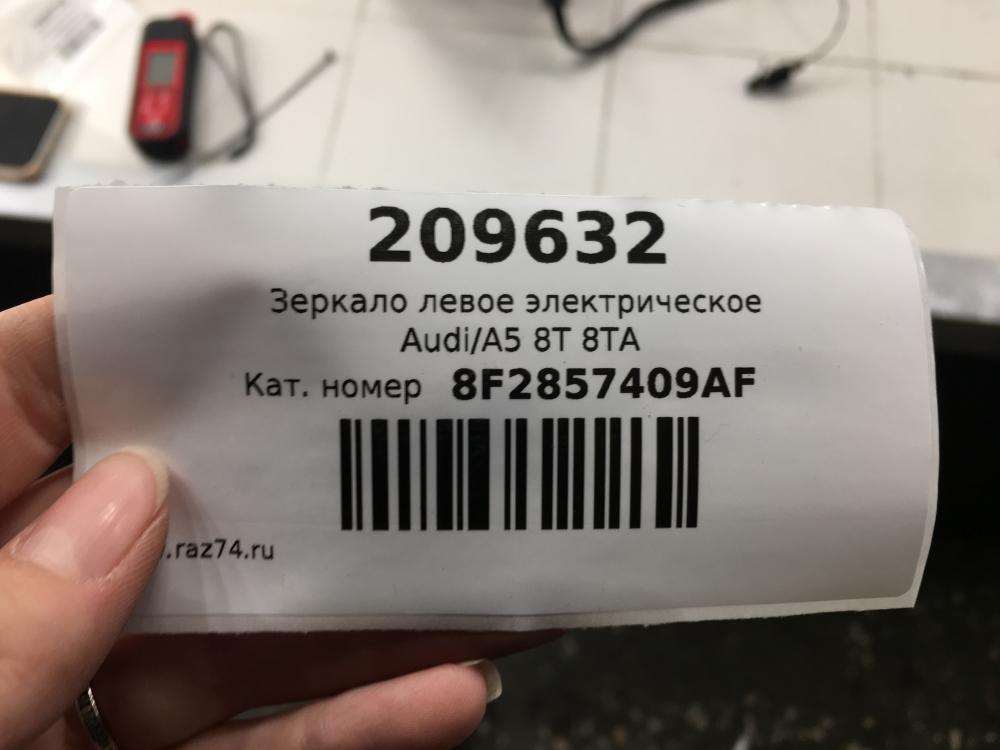 209632
Зеркало левое электрическое
Audi/A5 8T 8TA
Кат. номер 8F2857409AF
.raz74.ru